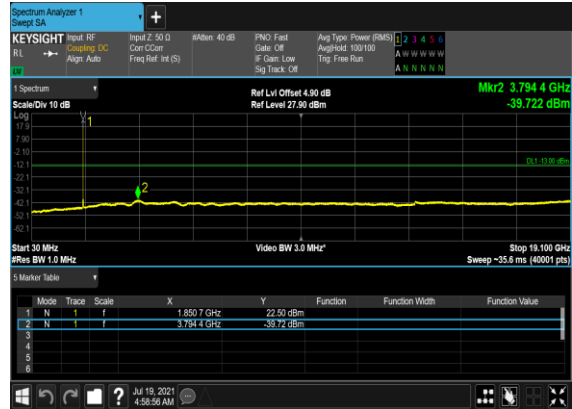 Spectrum Analyzer 1
Swept SA
+
KEYSIGHT Input: RF Input Z: 50 Ω #Atten: 40 dB PNO: Fast Avg Type: Power (RMS) 1 2 3 4 5 6
RL Coupling: DC Corr CCorr Gate: Off Avg|Hold: 100/100 A W W W W W
Align: Auto Freq Ref: Int (S) IF Gain: Low Trig: Free Run
Sig Track: Off A N N N N N
1 Spectrum Ref Lvl Offset 4.90 dB Mkr2 3.794 4 GHz
Scale/Div 10 dB Ref Level 27.90 dBm -39.722 dBm
Log
1
17.9
7.90
-2.10
-12.1 DL1 -13.00 dBm
-22.1
-32.1 2
-42.1
-52.1
-62.1
Start 30 MHz Video BW 3.0 MHz* Stop 19.100 GHz
#Res BW 1.0 MHz Sweep ~35.6 ms (40001 pts)
5 Marker Table
Mode Trace Scale X Y Function Function Width Function Value
1 N 1 f 1.850 7 GHz 22.50 dBm
2 N 1 f 3.794 4 GHz -39.72 dBm
3
4
5
6
? Jul 19, 2021
4:58:56 AM